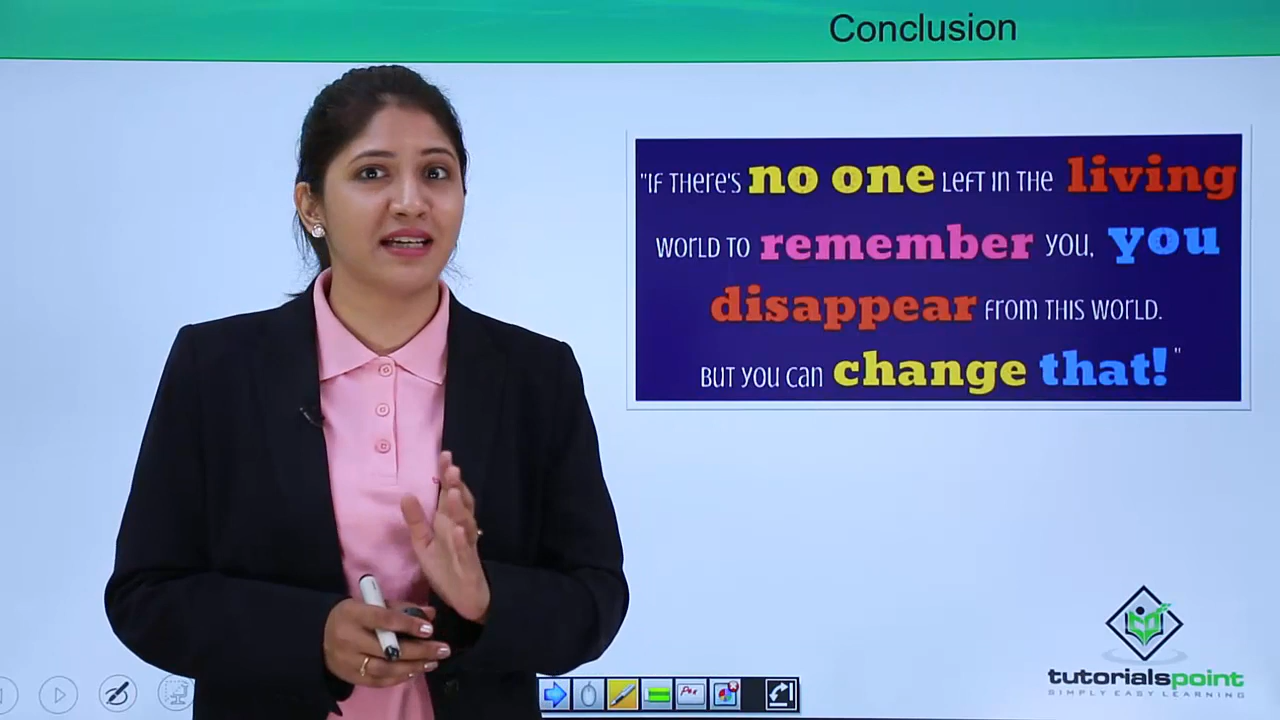 Conclusion
"IF THERE'S no one LEFT IN THE living
WORLD TO remember YOU, you
disappear FROM THIS WORLD.
BUT YOU CAN change that!"
tutorialspoint
SIMPLY EASY LEARNING